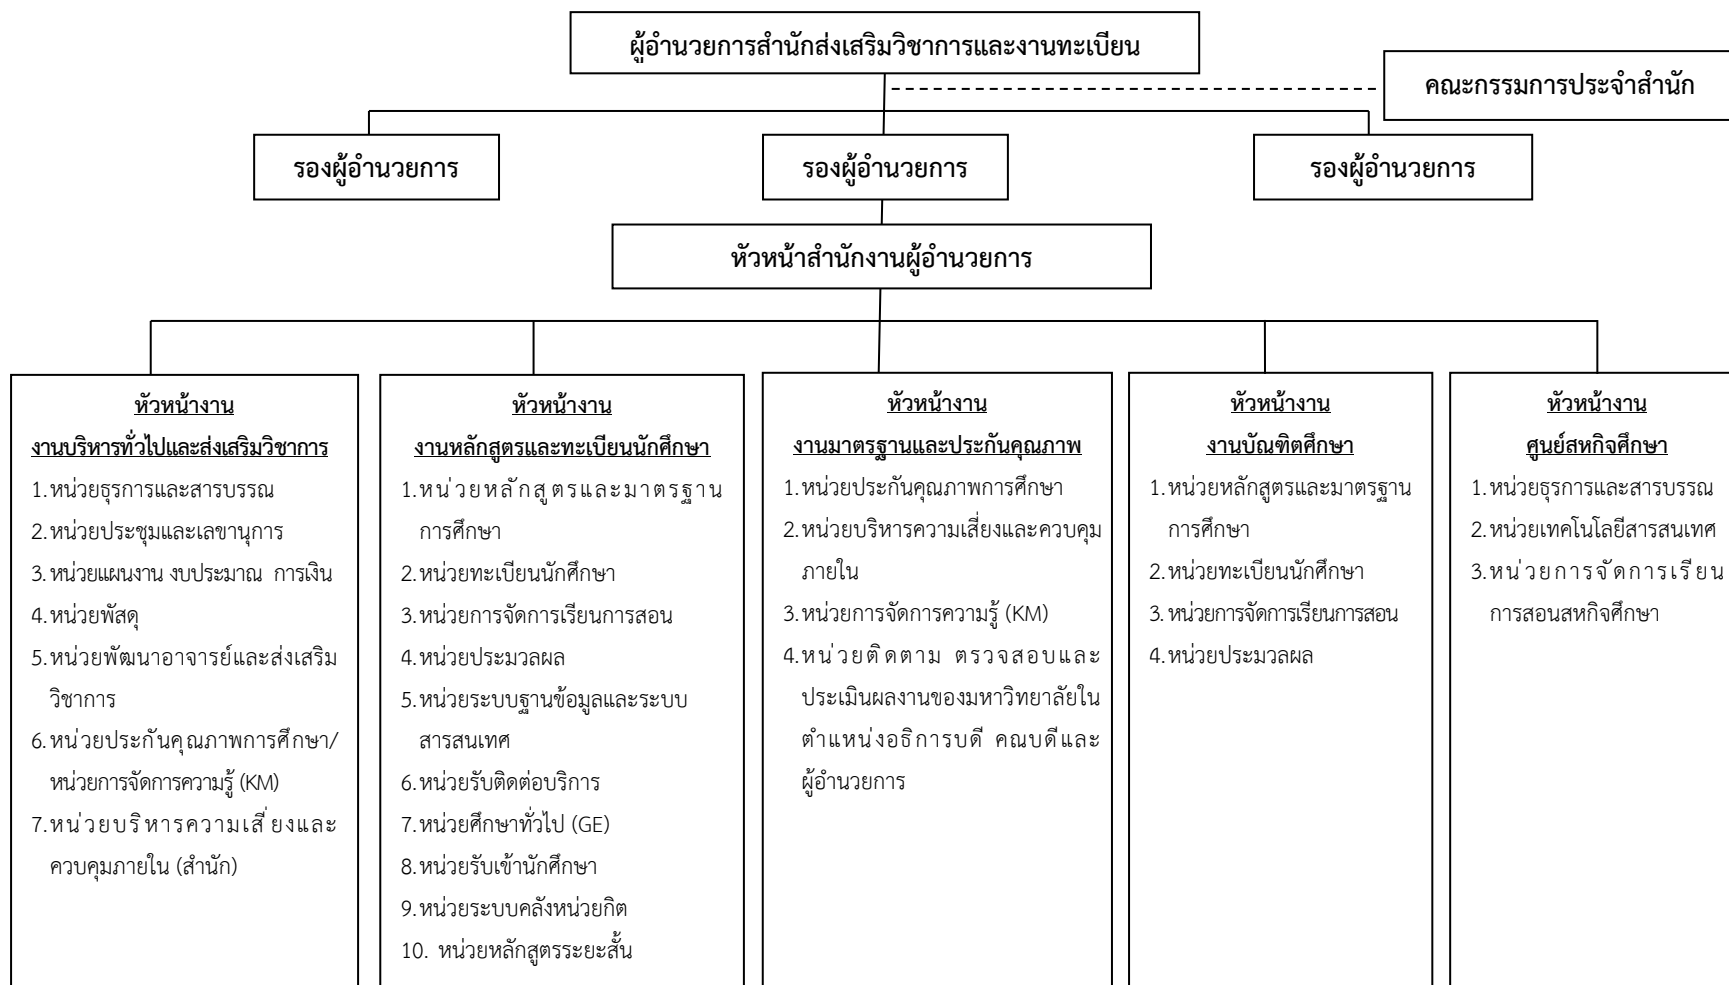 ผู้อำนวยการสำนักส่งเสริมวิชาการและงานทะเบียน
คณะกรรมการประจำสำนัก
รองผู้อำนวยการ
รองผู้อำนวยการ
รองผู้อำนวยการ
หัวหน้าสำนักงานผู้อำนวยการ
หัวหน้างาน
งานบริหารทั่วไปและส่งเสริมวิชาการ
1. หน่วยธุรการและสารบรรณ
2. หน่วยประชุมและเลขานุการ
3. หน่วยแผนงาน งบประมาณ การเงิน
4. หน่วยพัสดุ
5. หน่วยพัฒนาอาจารย์และส่งเสริม
วิชาการ
6. หน่วยประกันคุณภาพการศึกษา/
หน่วยการจัดการความรู้ (KM)
7. หน่วยบริหารความเสี่ยงและ
ควบคุมภายใน (สำนัก)
หัวหน้างาน
งานหลักสูตรและทะเบียนนักศึกษา
1. หน่วยหลักสูตรและมาตรฐาน
การศึกษา
2. หน่วยทะเบียนนักศึกษา
3. หน่วยการจัดการเรียนการสอน
4. หน่วยประมวลผล
5. หน่วยระบบฐานข้อมูลและระบบ
สารสนเทศ
6. หน่วยรับติดต่อบริการ
7. หน่วยศึกษาทั่วไป (GE)
8. หน่วยรับเข้านักศึกษา
9. หน่วยระบบคลังหน่วยกิต
10. หน่วยหลักสูตรระยะสั้น
หัวหน้างาน
งานมาตรฐานและประกันคุณภาพ
1. หน่วยประกันคุณภาพการศึกษา
2. หน่วยบริหารความเสี่ยงและควบคุม
ภายใน
3. หน่วยการจัดการความรู้ (KM)
4. หน่วยติดตาม ตรวจสอบและ
ประเมินผลงานของมหาวิทยาลัยใน
ตำแหน่งอธิการบดี คณบดีและ
ผู้อำนวยการ
หัวหน้างาน
งานบัณฑิตศึกษา
1. หน่วยหลักสูตรและมาตรฐาน
การศึกษา
2. หน่วยทะเบียนนักศึกษา
3. หน่วยการจัดการเรียนการสอน
4. หน่วยประมวลผล
หัวหน้างาน
ศูนย์สหกิจศึกษา
1. หน่วยธุรการและสารบรรณ
2. หน่วยเทคโนโลยีสารสนเทศ
3. หน่วยการจัดการเรียน
การสอนสหกิจศึกษา